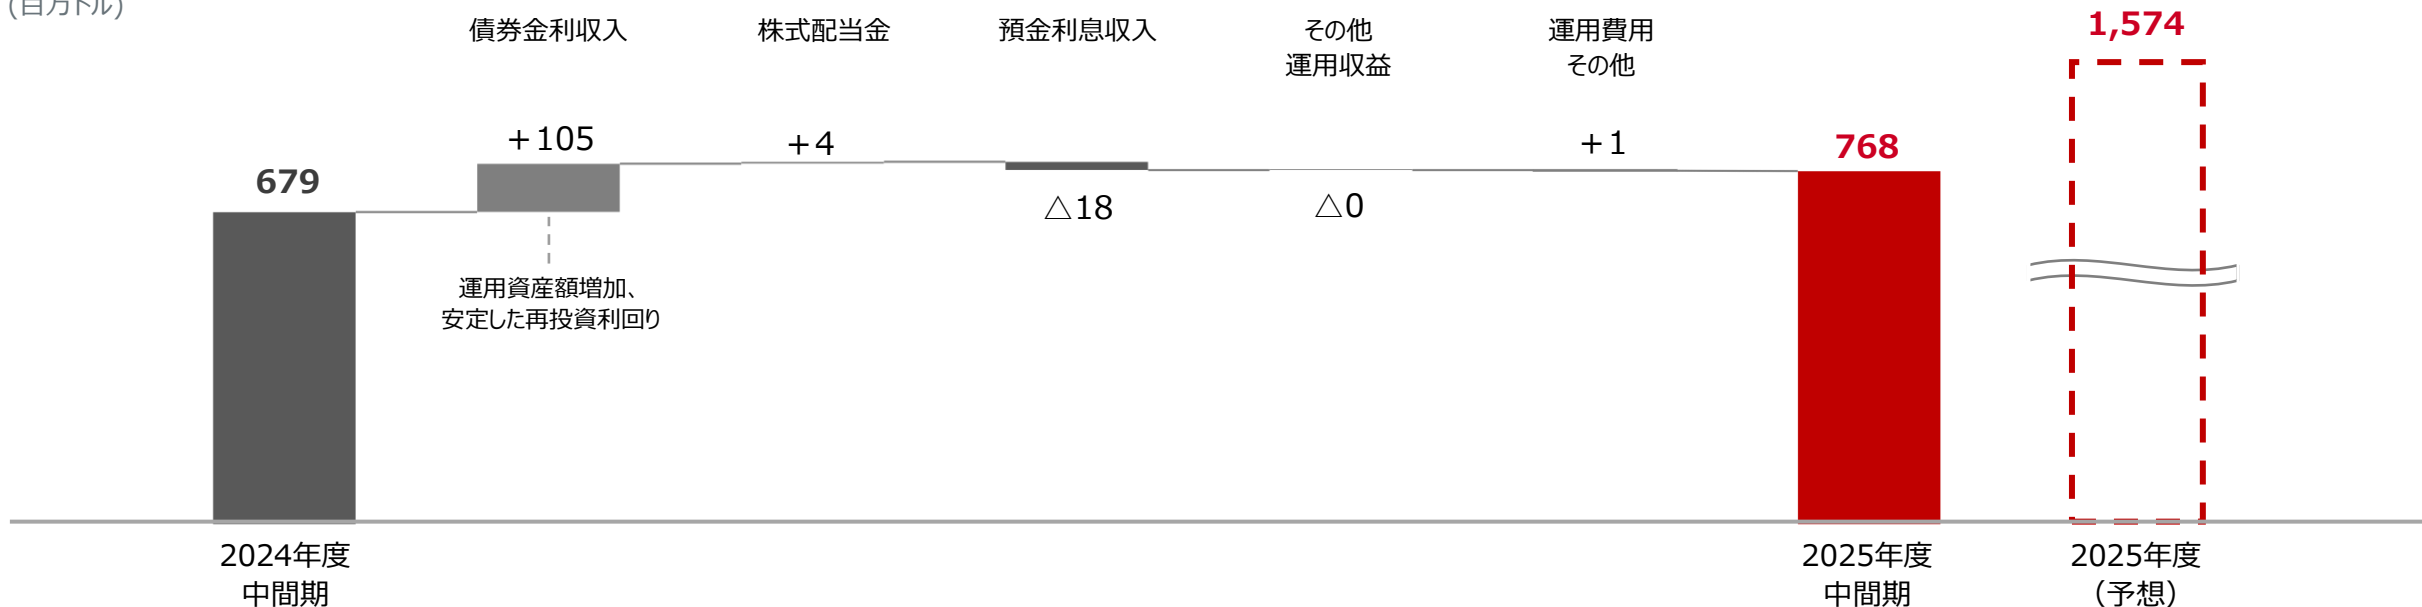 (百万ドル)
債券金利収入
株式配当金
預金利息収入
その他
運用収益
運用費用
その他
1,574
+105
+4
+1
768
679
△18
△0
運用資産額増加、
安定した再投資利回り
2024年度
中間期
2025年度
中間期
2025年度
(予想)